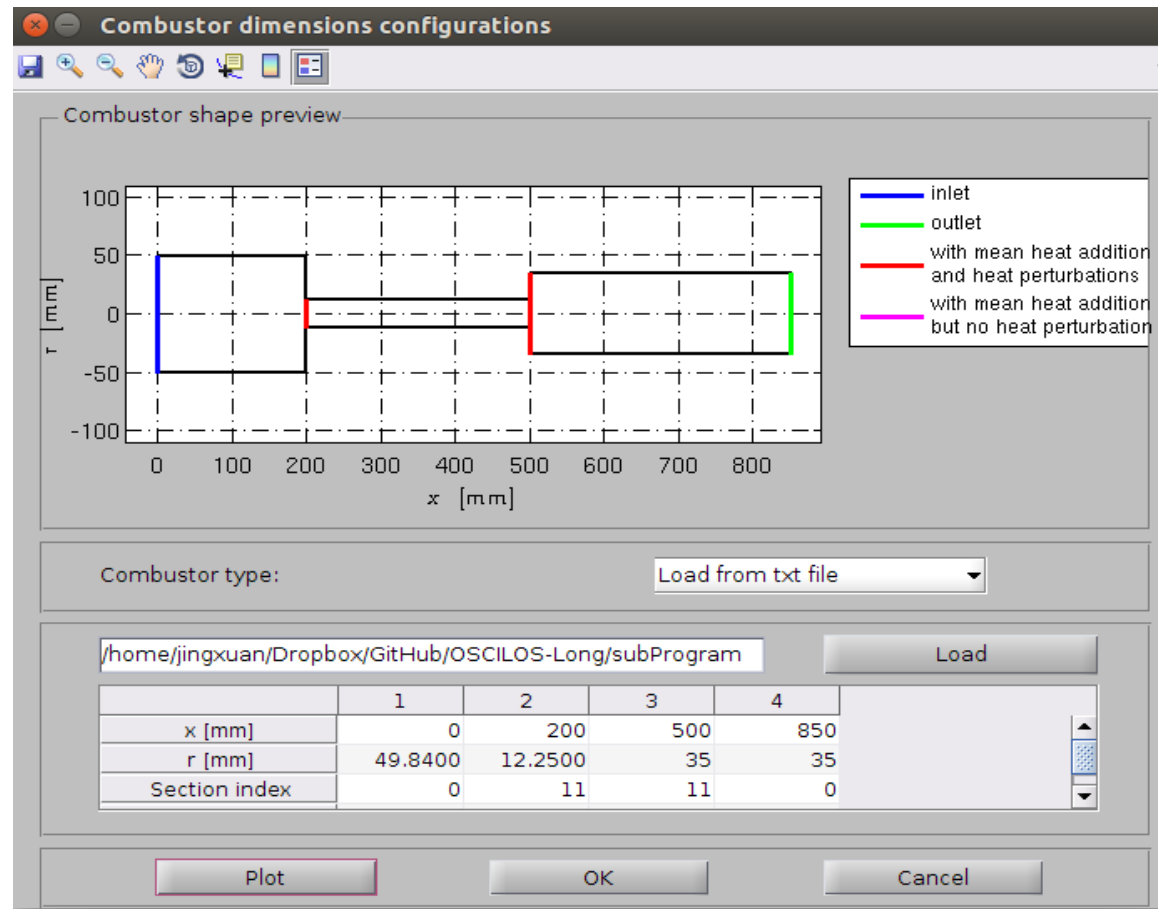 Combustor dimensions configurations
Combustor shape preview
100
50
0
-50
-100
r [mm]
0 100 200 300 400 500 600 700 800
x [mm]
inlet
outlet
with mean heat addition
and heat perturbations
with mean heat addition
but no heat perturbation
Combustor type:
Load from txt file
/home/jingxuan/Dropbox/GitHub/OSCILOS-Long/subProgram
Load
1 2 3 4
x [mm] 0 200 500 850
r [mm] 49.8400 12.2500 35 35
Section index 0 11 11 0
Plot
OK
Cancel